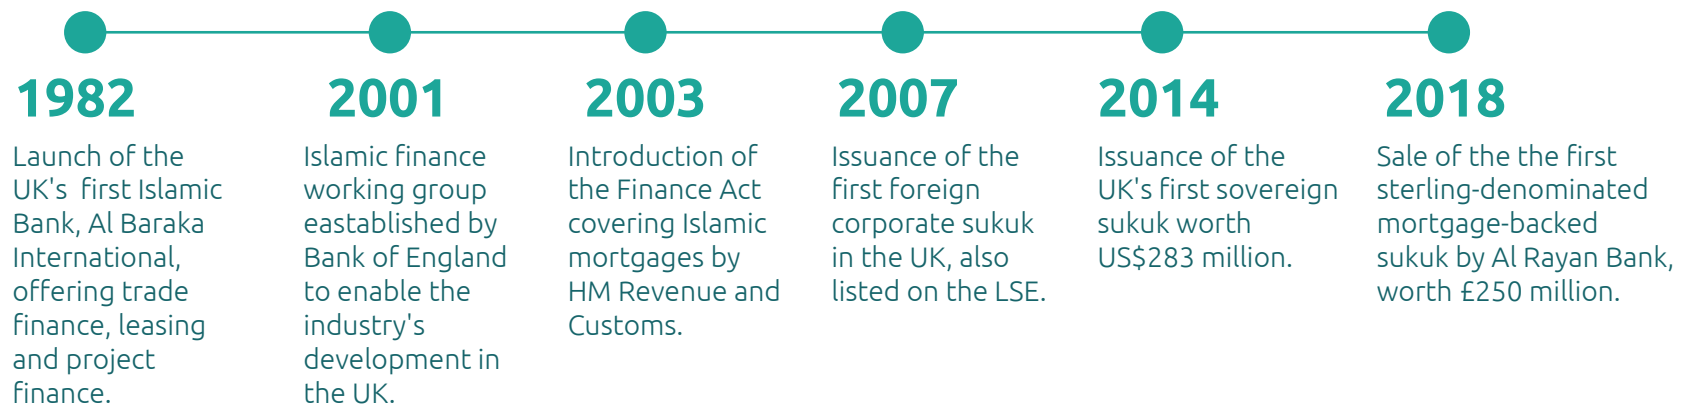 1982
Launch of the
UK's first Islamic
Bank, Al Baraka
International,
offering trade
finance, leasing
and project
finance.
2001
Islamic finance
working group
eastablished by
Bank of England
to enable the
industry's
development in
the UK.
2003
Introduction of
the Finance Act
covering Islamic
mortgages by
HM Revenue and
Customs.
2007
Issuance of the
first foreign
corporate sukuk
in the UK, also
listed on the LSE.
2014
Issuance of the
UK's first sovereign
sukuk worth
US$283 million.
2018
Sale of the the first
sterling-denominated
mortgage-backed
sukuk by Al Rayan Bank,
worth £250 million.